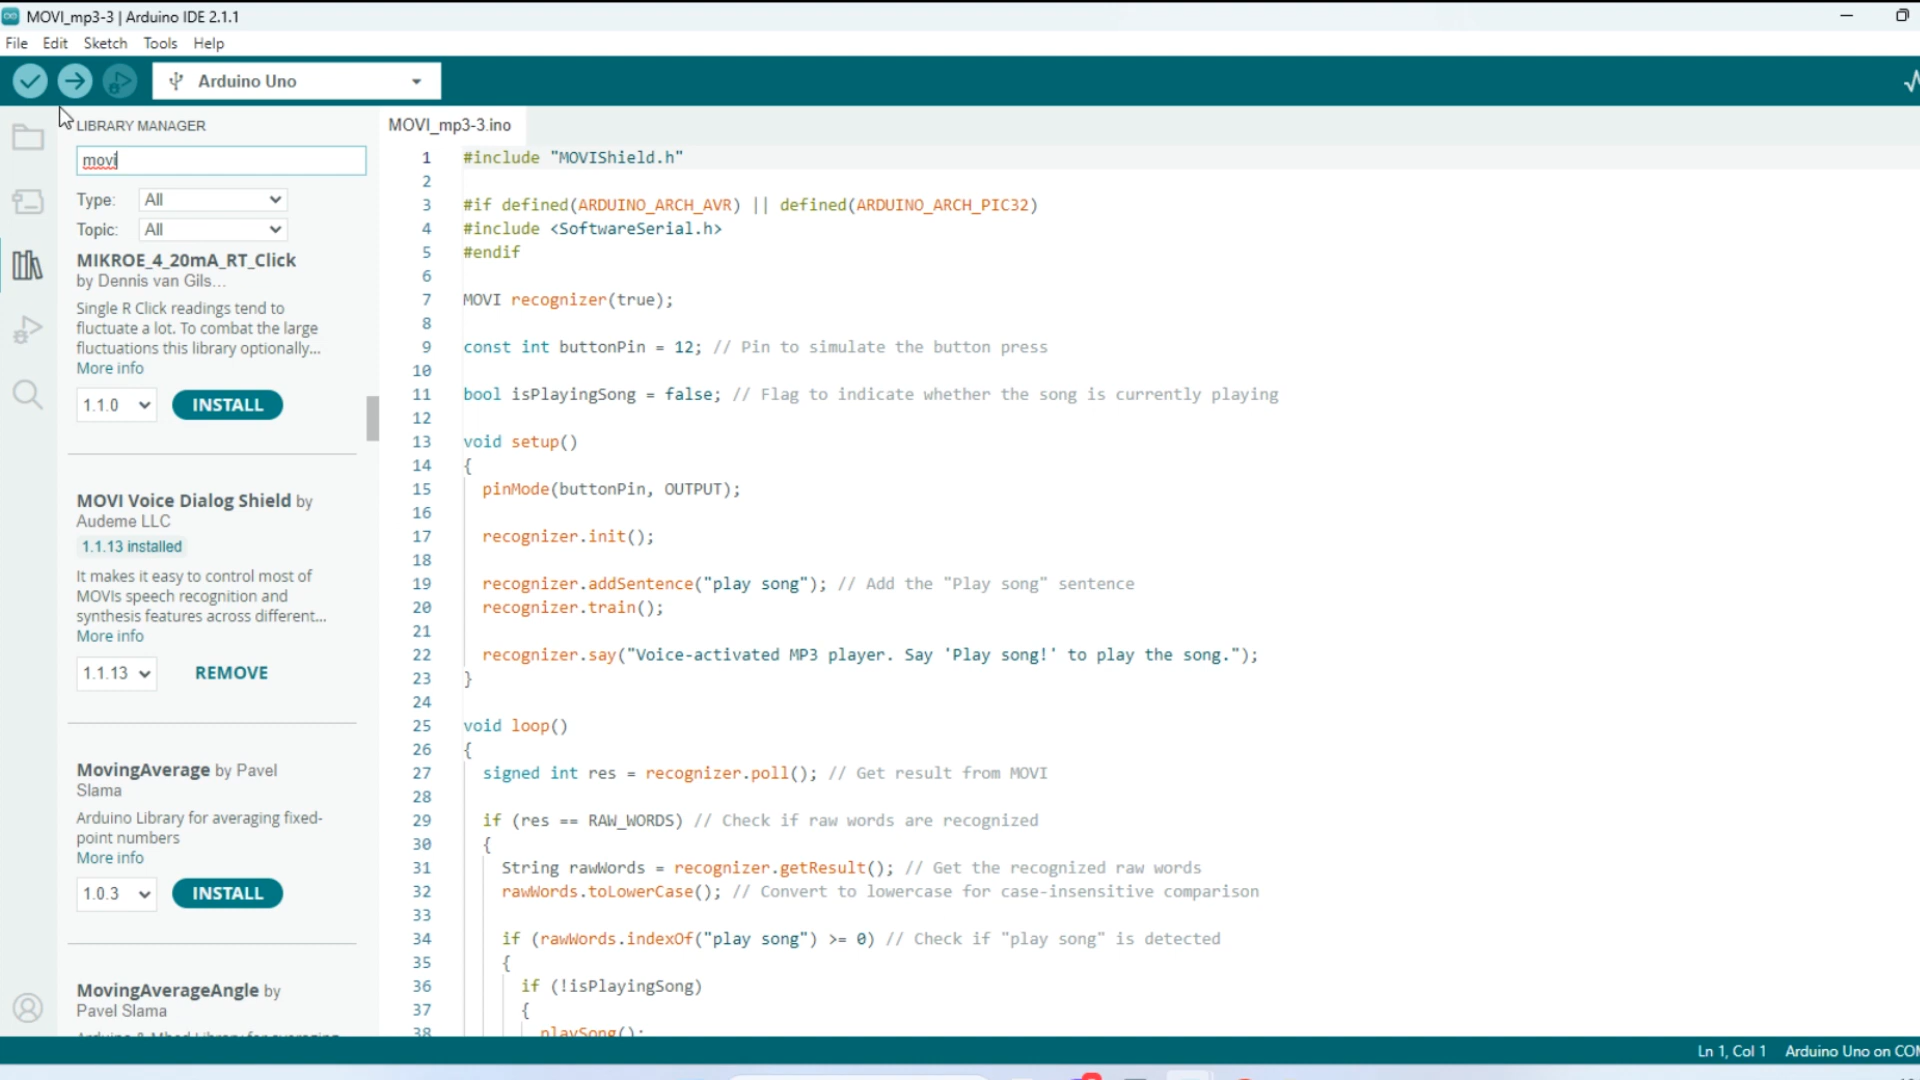 MOVI_mp3-3 | Arduino IDE 2.1.1
File Edit Sketch Tools Help
Arduino Uno
LIBRARY MANAGER
movi
Type: All
Topic: All
MIKROE_4_20mA_RT_Click
by Dennis van Gils...
Single R Click readings tend to
fluctuate a lot. To combat the large
fluctuations this library optionally...
More info
1.1.0 INSTALL
MOVI Voice Dialog Shield by
Audeme LLC
1.1.13 installed
It makes it easy to control most of
MOVIs speech recognition and
synthesis features across different...
More info
1.1.13 REMOVE
MovingAverage by Pavel
Slama
Arduino Library for averaging fixed-
point numbers
More info
1.0.3 INSTALL
MovingAverageAngle by
Pavel Slama
MOVI_mp3-3.ino
1 #include "MOVIShield.h"
2
3 #if defined(ARDUINO_ARCH_AVR) || defined(ARDUINO_ARCH_PIC32)
4 #include <SoftwareSerial.h>
5 #endif
6
7 MOVI recognizer(true);
8
9 const int buttonPin = 12; // Pin to simulate the button press
10
11 bool isPlayingSong = false; // Flag to indicate whether the song is currently playing
12
13 void setup()
14 {
15 pinMode(buttonPin, OUTPUT);
16
17 recognizer.init();
18
19 recognizer.addSentence("play song"); // Add the "Play song" sentence
20 recognizer.train();
21
22 recognizer.say("Voice-activated MP3 player. Say 'Play song!' to play the song.");
23 }
24
25 void loop()
26 {
27 signed int res = recognizer.poll(); // Get result from MOVI
28
29 if (res == RAW_WORDS) // Check if raw words are recognized
30 {
31 String rawWords = recognizer.getResult(); // Get the recognized raw words
32 rawWords.toLowerCase(); // Convert to lowercase for case-insensitive comparison
33
34 if (rawWords.indexOf("play song") >= 0) // Check if "play song" is detected
35 {
36 if (!isPlayingSong)
37 {
38 playSong();
Ln 1, Col 1 Arduino Uno on COM